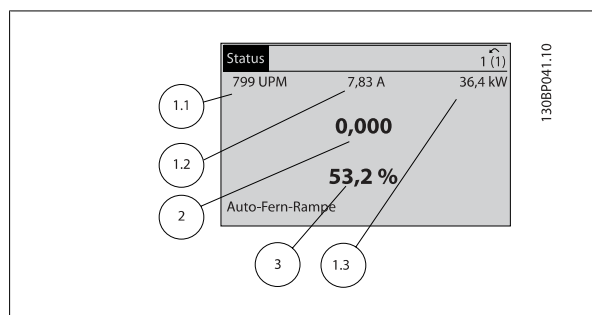 Status
1 (1)
799 UPM 7,83 A 36,4 kW
0,000
53,2 %
Auto-Fern-Rampe
1.1
1.2
2
3
1.3
130BP041.10